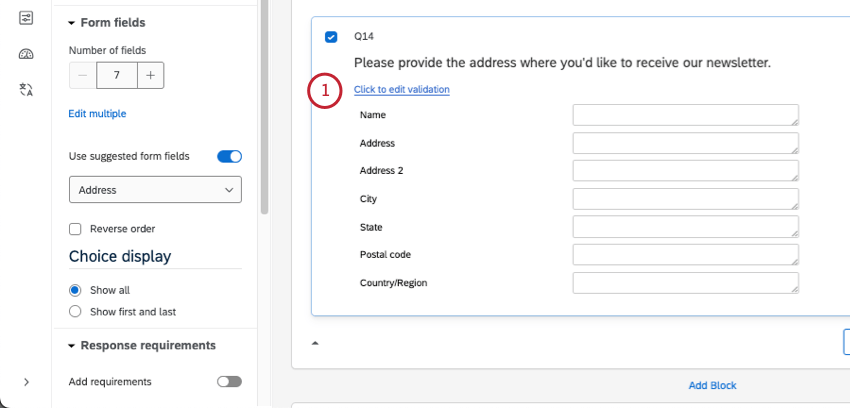 Form fields
Number of fields
7
Edit multiple
Use suggested form fields
Address
Reverse order
Choice display
Show all
Show first and last
Response requirements
Add requirements
Q14
Please provide the address where you'd like to receive our newsletter.
1
Click to edit validation
Name
Address
Address 2
City
State
Postal code
Country/Region
Add Block